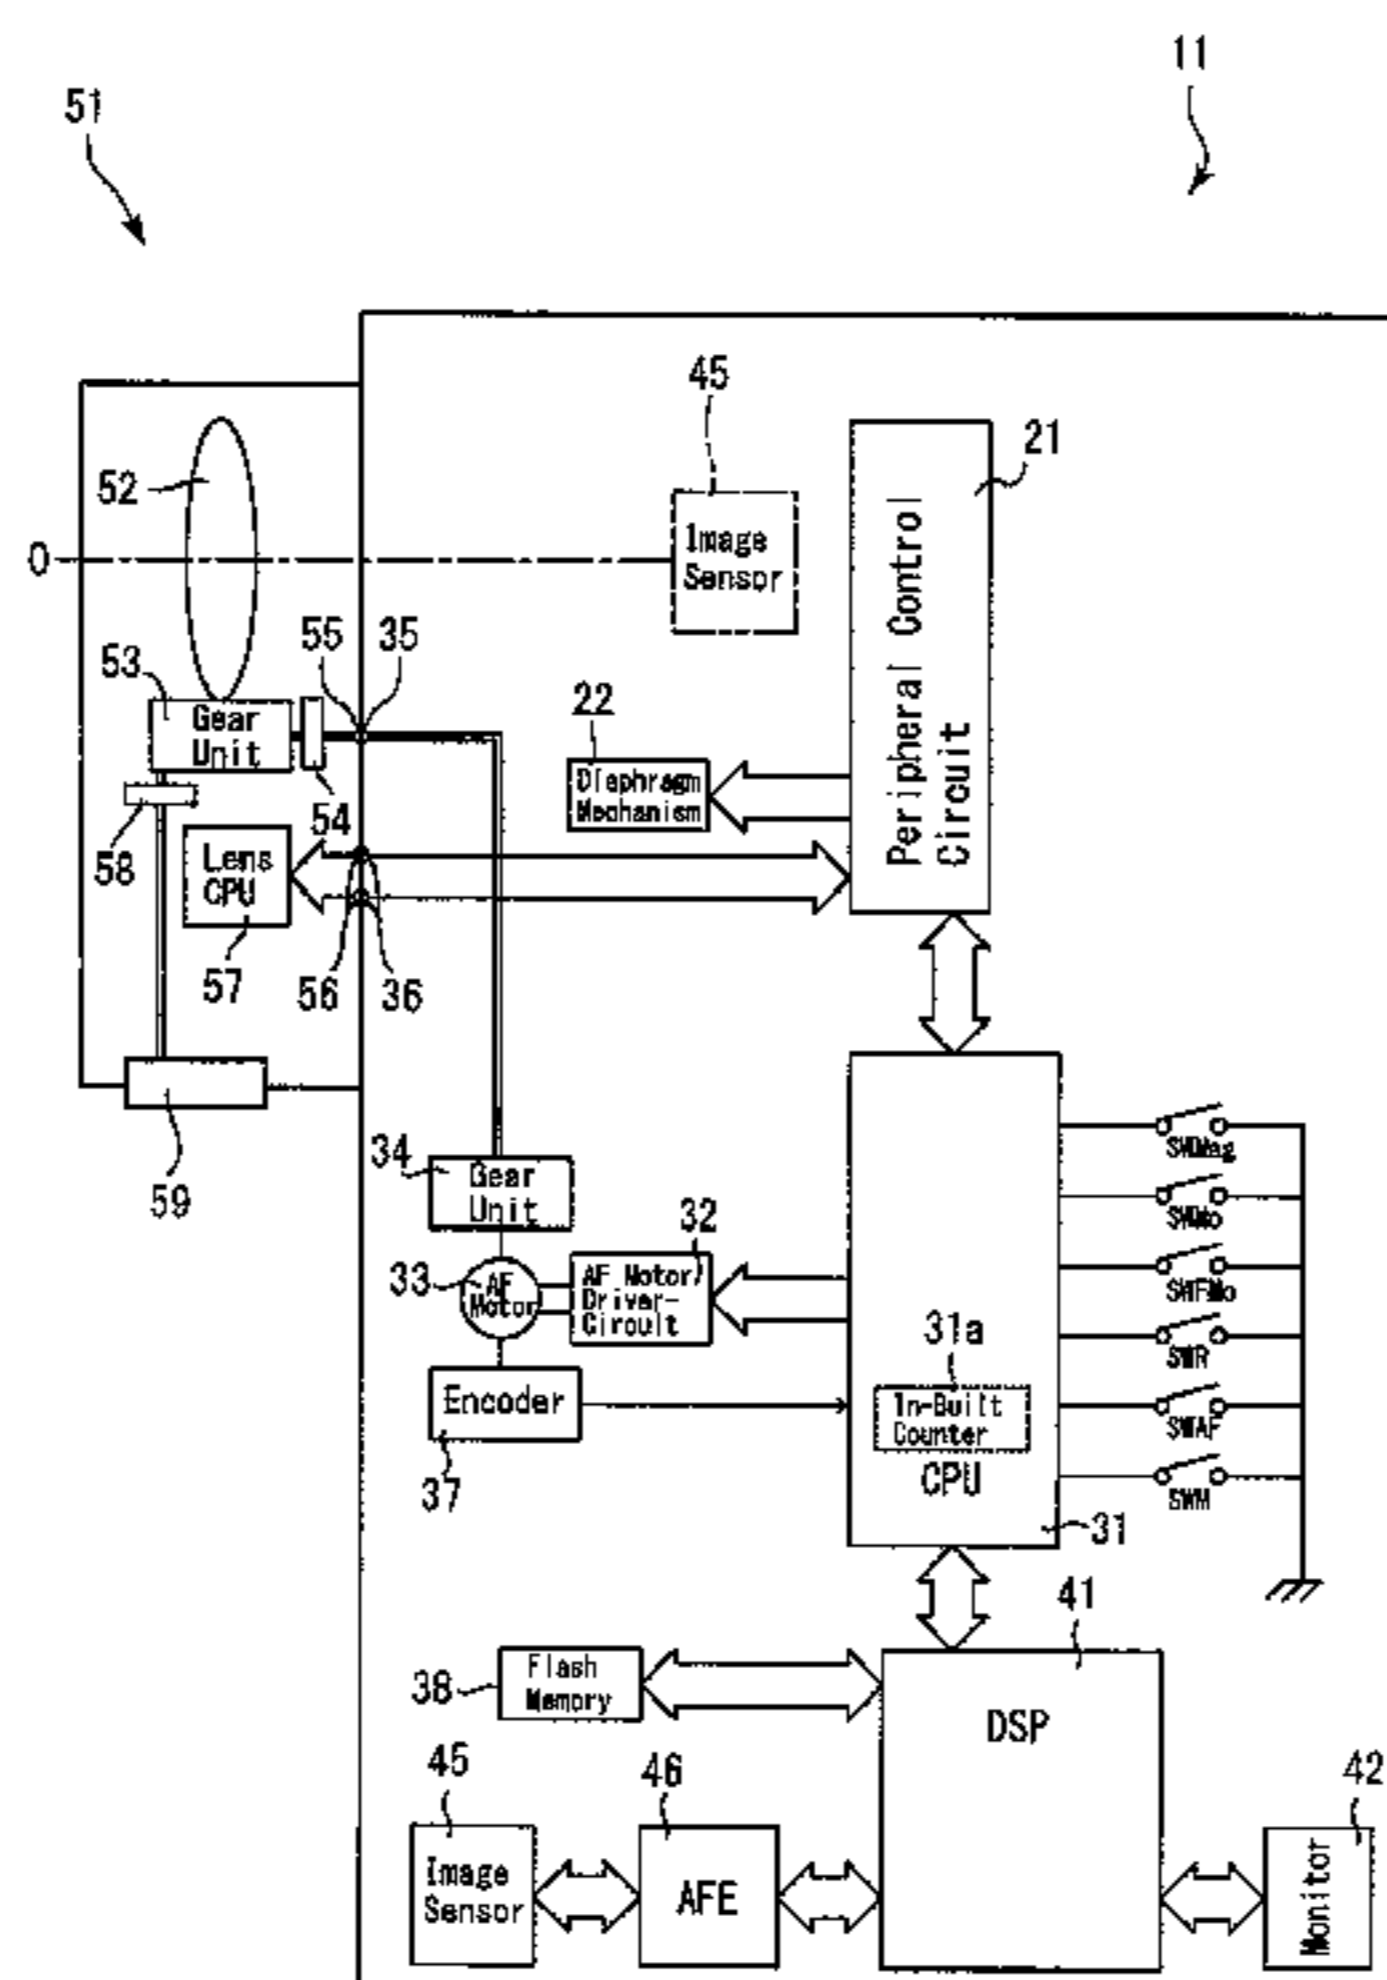 11
51
45
21
52
Image
Sensor
O
Peripheral Control
Circuit
55
35
53
22
Gear
Unit
Diaphragm
Mechanism
54
58
Lens
CPU
57
56
36
34
Gear
Unit
59
32
SWDMag
SWDMo
33
AF
Motor
AF Motor
Driver-
Circuit
SWFMo
31a
SWR
Encoder
In-Built
Counter
SWAF
CPU
37
SWM
31
41
38
Flash
Memory
DSP
45
46
42
Image
Sensor
AFE
Monitor